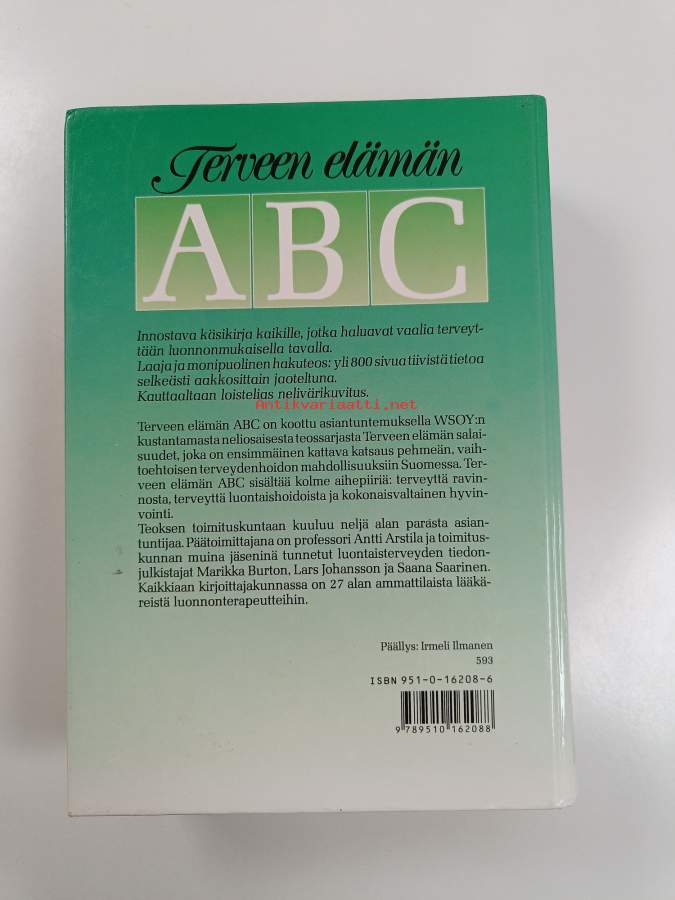 Terveen elämän
ABC
Innostava käsikirja kaikille, jotka haluavat vaalia terveyt-
tään luonnonmukaisella tavalla.
Laaja ja monipuolinen hakuteos: yli 800 sivua tiivistä tietoa
selkeästi aakkosittain jaoteltuna.
Kauttaaltaan loistelias nelivärikuvitus.
Antikvariaatti.net
Terveen elämän ABC on koottu asiantuntemuksella WSOY:n
kustantamasta neliosaisesta teossarjasta Terveen elämän salai-
suudet, joka on ensimmäinen kattava katsaus pehmeän, vaih-
toehtoisen terveydenhoidon mahdollisuuksiin Suomessa. Ter-
veen elämän ABC sisältää kolme aihepiiriä: terveyttä ravin-
nosta, terveyttä luontaishoidoista ja kokonaisvaltainen hyvin-
vointi.
Teoksen toimituskuntaan kuuluu neljä alan parasta asian-
tuntijaa. Päätoimittajana on professori Antti Arstila ja toimitus-
kunnan muina jäseninä tunnetut luontaisterveyden tiedon-
julkistajat Marikka Burton, Lars Johansson ja Saana Saarinen.
Kaikkiaan kirjoittajakunnassa on 27 alan ammattilaista lääkä-
reistä luonnonterapeutteihin.
Päällys: Irmeli Ilmanen
593
ISBN 951-0-16208-6
9 789510 162088